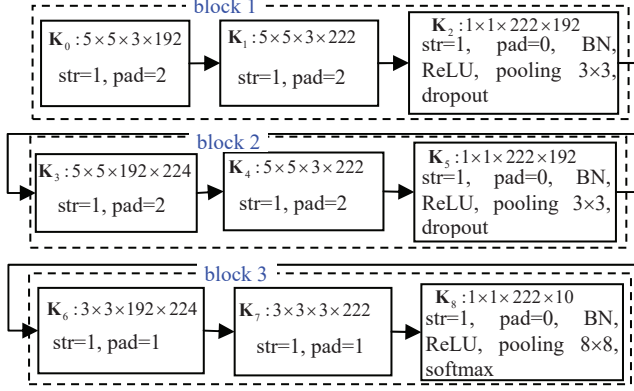 block 1
K₀ : 5×5×3×192
str=1, pad=2
K₁ : 5×5×3×222
str=1, pad=2
K₂ : 1×1×222×192
str=1, pad=0, BN,
ReLU, pooling 3×3,
dropout
block 2
K₃ : 5×5×192×224
str=1, pad=2
K₄ : 5×5×3×222
str=1, pad=2
K₅ : 1×1×222×192
str=1, pad=0, BN,
ReLU, pooling 3×3,
dropout
block 3
K₆ : 3×3×192×224
str=1, pad=1
K₇ : 3×3×3×222
str=1, pad=1
K₈ : 1×1×222×10
str=1, pad=0, BN,
ReLU, pooling 8×8,
softmax